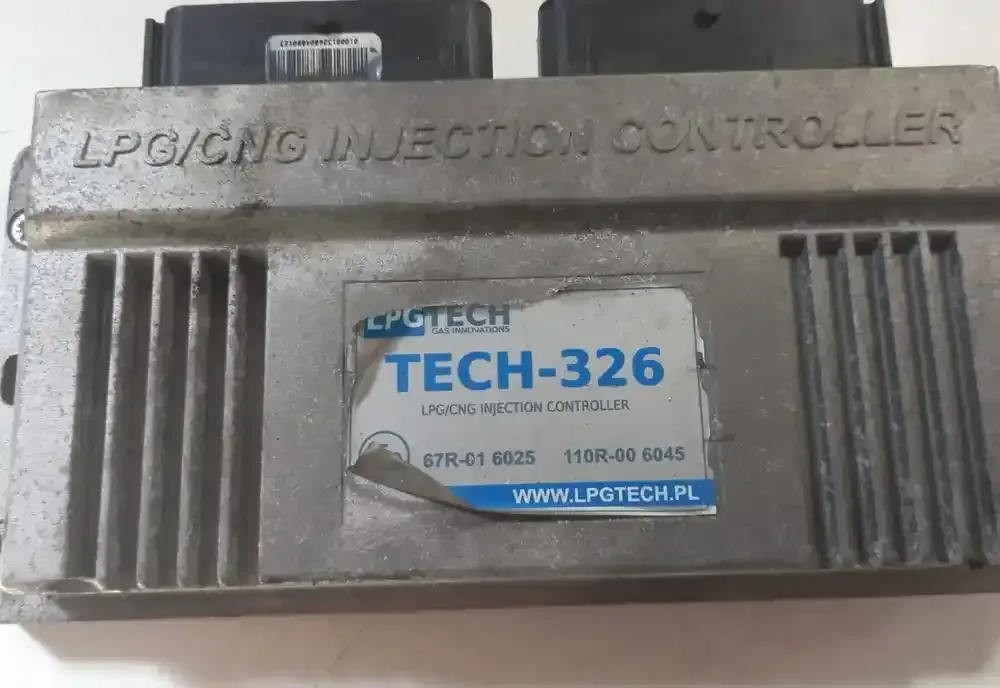 LPG/CNG INJECTION CONTROLLER
LPGTECH
GAS INNOVATIONS
TECH-326
LPG/CNG INJECTION CONTROLLER
67R-01 6025 110R-00 6045
WWW.LPGTECH.PL